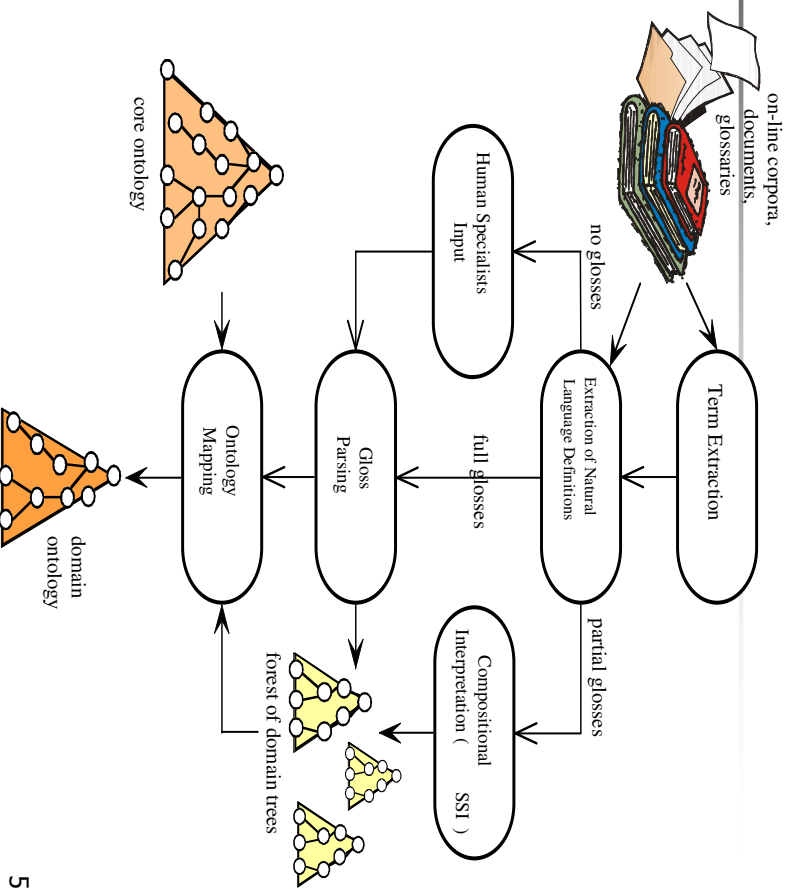 on-line corpora,
documents,
glossaries
Term Extraction
Extraction of Natural
Language Definitions
no glosses
full glosses
partial glosses
Human Specialists
Input
Compositional
Interpretation ( SSI )
Gloss
Parsing
forest of domain trees
core ontology
Ontology
Mapping
domain
ontology
5